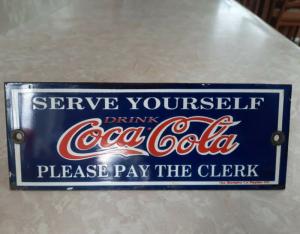 SERVE YOURSELF
DRINK
Coca-Cola
PLEASE PAY THE CLERK